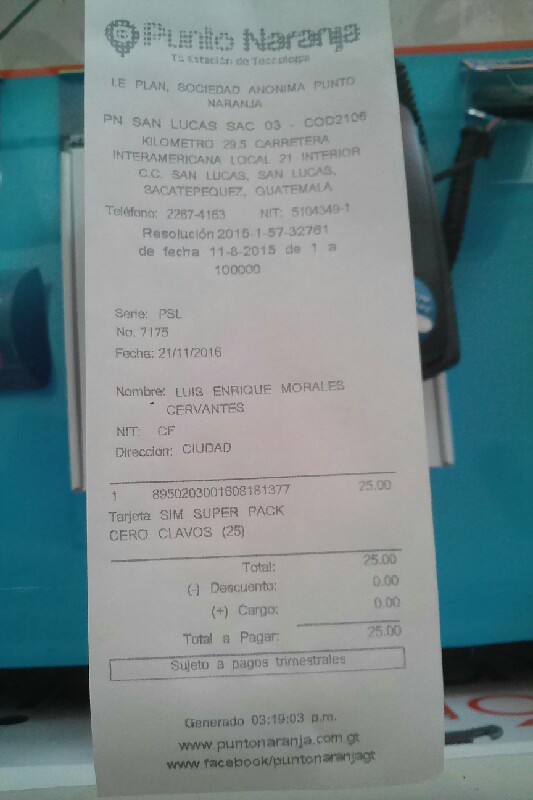 Punto Naranja
Tu Estación de Tecnología
LE PLAN, SOCIEDAD ANONIMA PUNTO
NARANJA
PN SAN LUCAS SAC 03 - COD2106
KILOMETRO 29.5 CARRETERA
INTERAMERICANA LOCAL 21 INTERIOR
C.C. SAN LUCAS, SAN LUCAS,
SACATEPEQUEZ, GUATEMALA
Teléfono: 2267-4163 NIT: 5104349-1
Resolución 2015-1-57-32761
de fecha 11-8-2015 de 1 a
100000
Serie: PSL
No. 7175
Fecha: 21/11/2016
Nombre: LUIS ENRIQUE MORALES
CERVANTES
NIT: CF
Direccion: CIUDAD
1 8950203001608181377 25.00
Tarjeta SIM SUPER PACK
CERO CLAVOS (25)
Total: 25.00
(-) Descuento: 0.00
(+) Cargo: 0.00
Total a Pagar: 25.00
Sujeto a pagos trimestrales
Generado 03:19:03 p.m.
www.puntonaranja.com.gt
www.facebook/puntonaranjagt